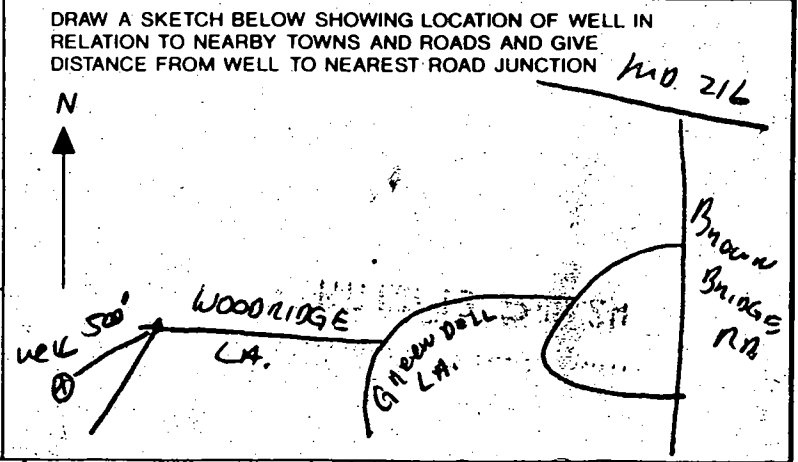 DRAW A SKETCH BELOW SHOWING LOCATION OF WELL IN
RELATION TO NEARBY TOWNS AND ROADS AND GIVE
DISTANCE FROM WELL TO NEAREST ROAD JUNCTION
MD. 216
N
BROWN
BRIDGE
RD
WOODRIDGE
LA.
GREEN DELL
LA.
well 500'